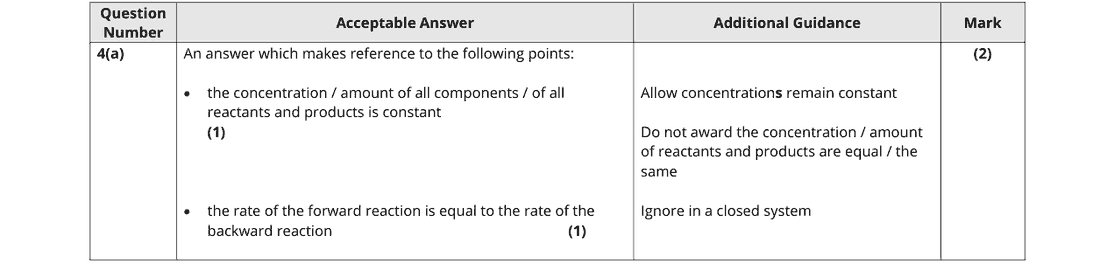 Question Number
Acceptable Answer
Additional Guidance
Mark
4(a)
An answer which makes reference to the following points:
(2)
• the concentration / amount of all components / of all
reactants and products is constant
(1)
Allow concentrations remain constant
Do not award the concentration / amount
of reactants and products are equal / the
same
• the rate of the forward reaction is equal to the rate of the
backward reaction (1)
Ignore in a closed system